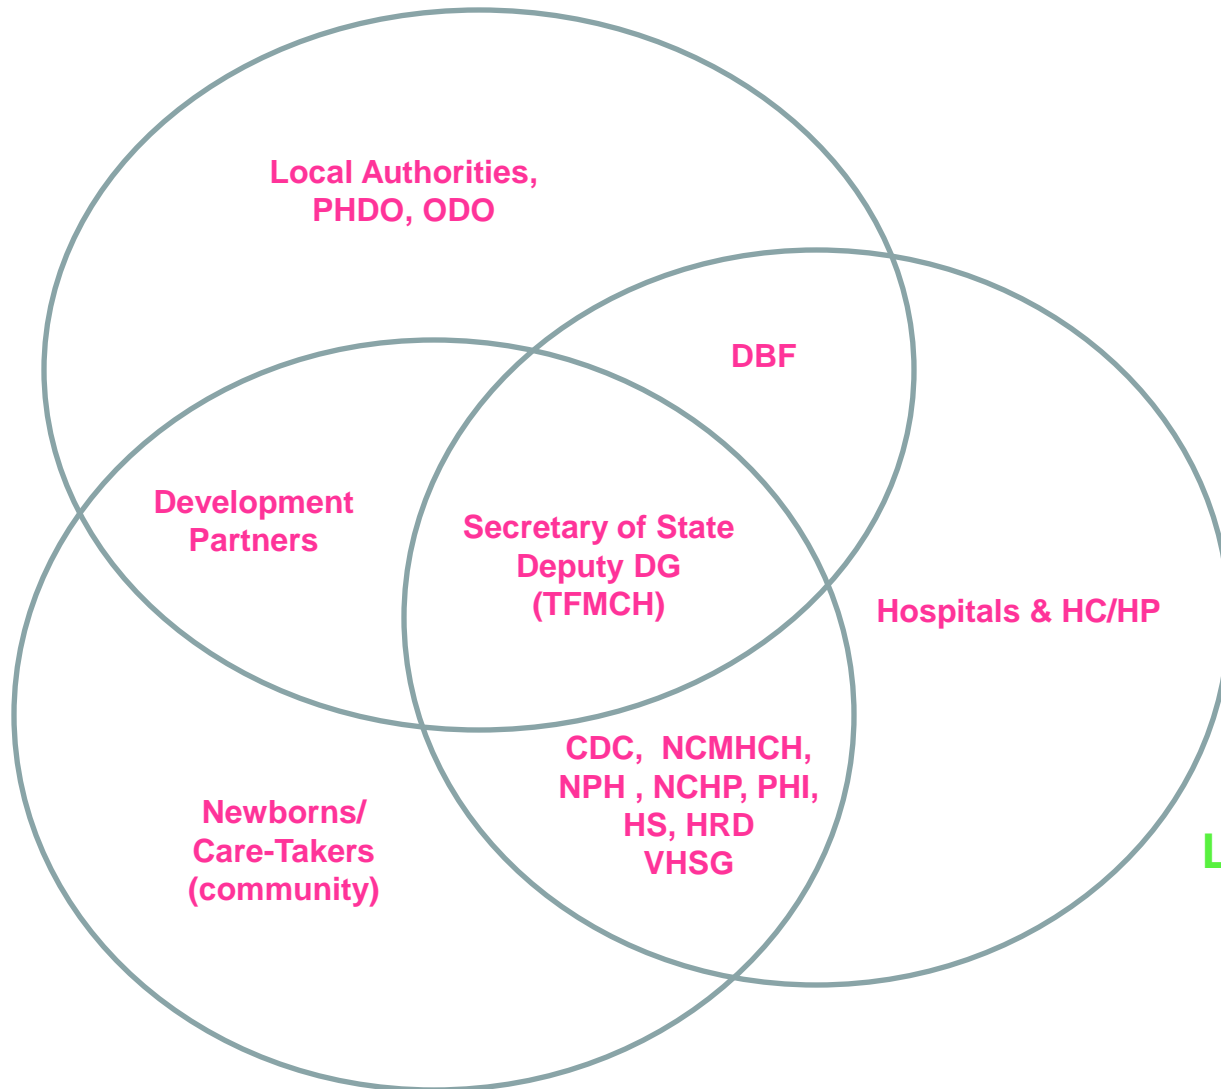 Local Authorities,
PHDO, ODO
DBF
Development
Partners
Secretary of State
Deputy DG
(TFMCH)
Hospitals & HC/HP
CDC,  NCMHCH,
NPH , NCHP, PHI,
HS, HRD
VHSG
Newborns/
Care-Takers
(community)
L